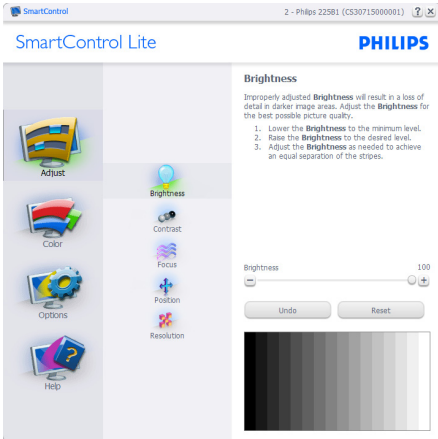 SmartControl
2 - Philips 225B1 (CS30715000001)
SmartControl Lite
PHILIPS
Adjust
Color
Options
Help
Brightness
Contrast
Focus
Position
Resolution
Brightness
Improperly adjusted Brightness will result in a loss of
detail in darker image areas. Adjust the Brightness for
the best possible picture quality.
1. Lower the Brightness to the minimum level.
2. Raise the Brightness to the desired level.
3. Adjust the Brightness as needed to achieve
an equal separation of the stripes.
Brightness 100
Undo Reset